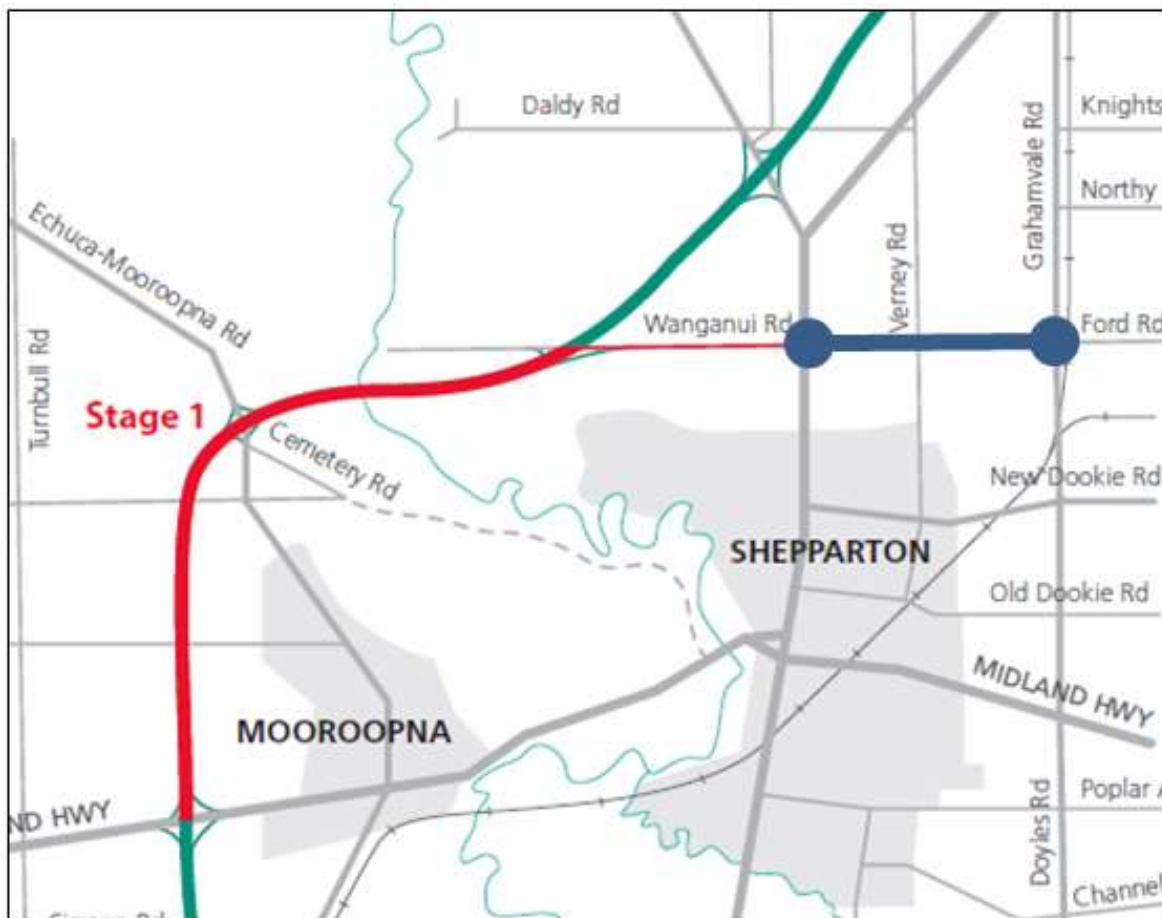 Daldy Rd
Knights
Grahamvale Rd
Northy
Echuca-Mooroopna Rd
Verney Rd
Wanganui Rd
Ford Rd
Turnbull Rd
Stage 1
Cemetery Rd
New Dookie Rd
SHEPPARTON
Old Dookie Rd
MIDLAND HWY
MOOROOPNA
ND HWY
Poplar A
Doyles Rd
Channel